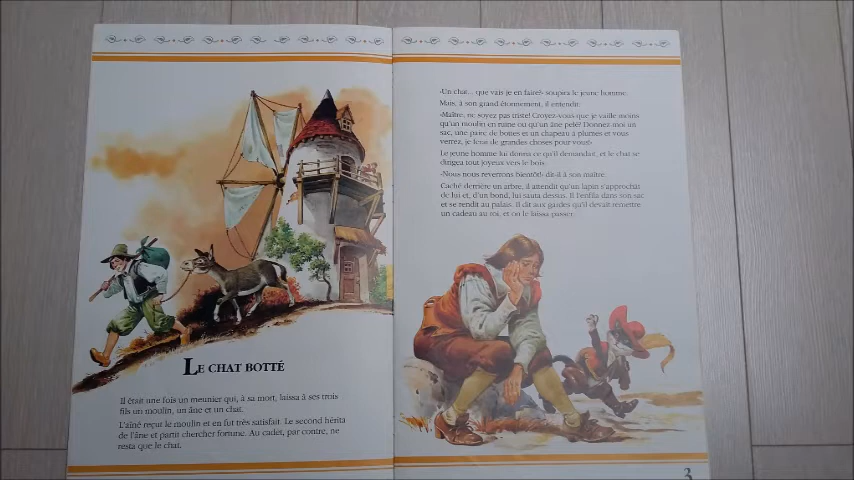 LE CHAT BOTTÉ
Il était une fois un meunier qui, à sa mort, laissa à ses trois
fils un moulin, un âne et un chat.
L'aîné reçut le moulin et en fut très satisfait. Le second hérita
de l'âne et partit chercher fortune. Au cadet, par contre, ne
resta que le chat.
«Un chat... que vais je en faire?» soupira le jeune homme.
Mais, à son grand étonnement, il entendit:
«Maître, ne soyez pas triste! Croyez-vous que je vaille moins
qu'un moulin en ruine ou qu'un âne pelé? Donnez-moi un
sac, une paire de bottes et un chapeau à plumes et vous
verrez, je ferai de grandes choses pour vous!»
Le jeune homme lui donna ce qu'il demandait, et le chat se
dirigea tout joyeux vers le bois.
«Nous nous reverrons bientôt!» dit-il à son maître.
Caché derrière un arbre, il attendit qu'un lapin s'approchât
de lui et, d'un bond, lui sauta dessus. Il l'enfila dans son sac
et se rendit au palais. Il dit aux gardes qu'il devait remettre
un cadeau au roi, et on le laissa passer.
3